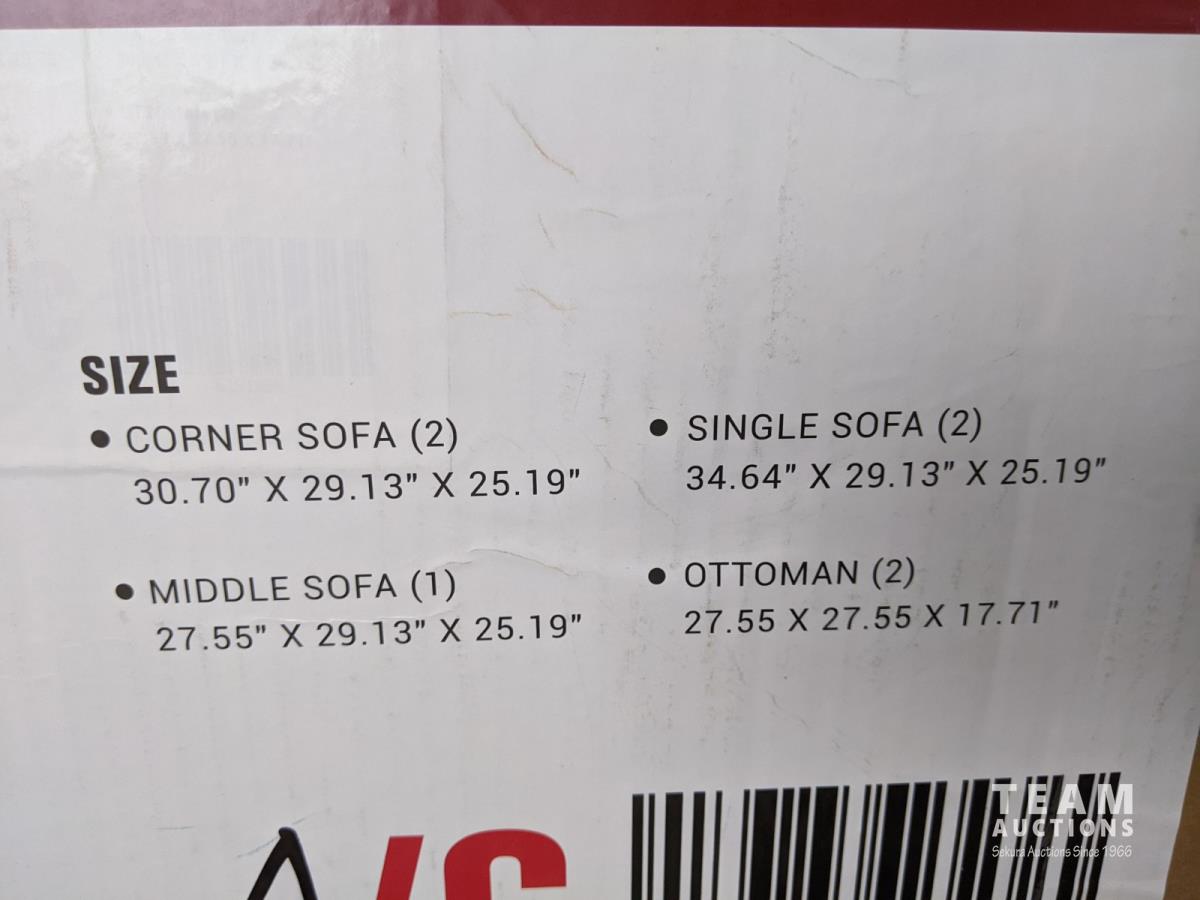 SIZE
• CORNER SOFA (2)
30.70" X 29.13" X 25.19"
• SINGLE SOFA (2)
34.64" X 29.13" X 25.19"
• MIDDLE SOFA (1)
27.55" X 29.13" X 25.19"
• OTTOMAN (2)
27.55 X 27.55 X 17.71"
TEAM
AUCTIONS
Sekura Auctions Since 1966